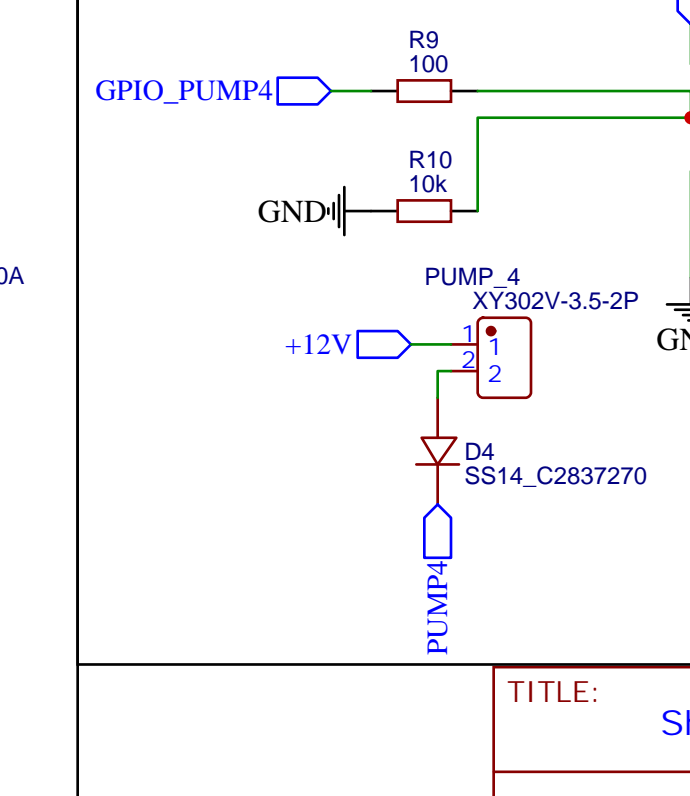 R9
100
GPIO_PUMP4
R10
10k
GND
0A
PUMP_4
XY302V-3.5-2P
+12V
1
1
2
2
D4
SS14_C2837270
PUMP4
TITLE: